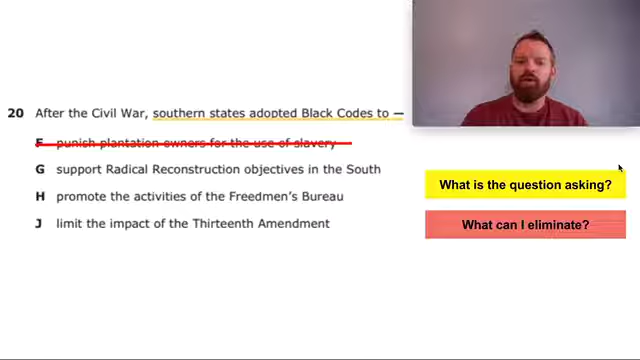 20 After the Civil War, southern states adopted Black Codes to —
F punish plantation owners for the use of slavery
G support Radical Reconstruction objectives in the South
H promote the activities of the Freedmen's Bureau
J limit the impact of the Thirteenth Amendment
What is the question asking?
What can I eliminate?